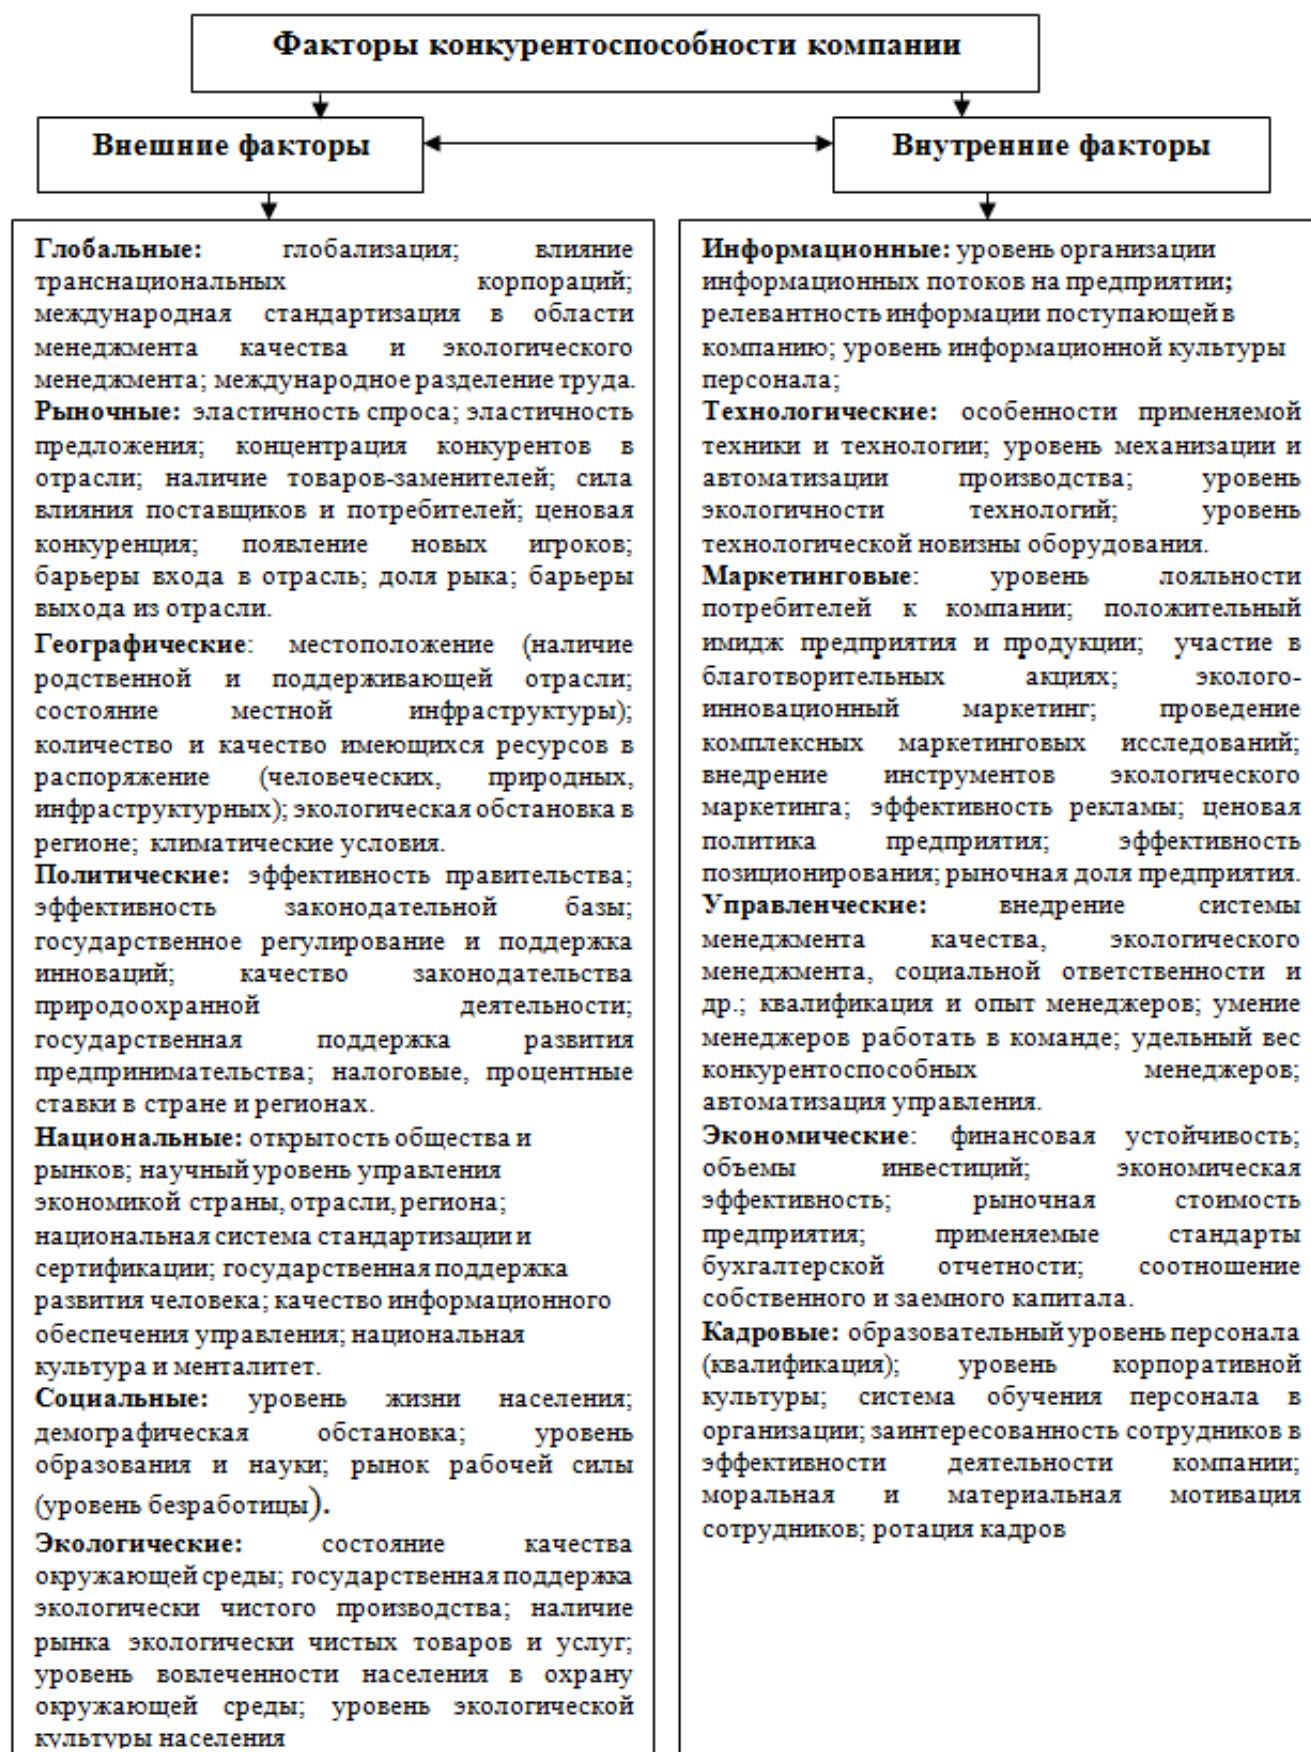 Факторы конкурентоспособности компании
Внешние факторы
Внутренние факторы
Глобальные: глобализация; влияние
транснациональных корпораций;
международная стандартизация в области
менеджмента качества и экологического
менеджмента; международное разделение труда.
Рыночные: эластичность спроса; эластичность
предложения; концентрация конкурентов в
отрасли; наличие товаров-заменителей; сила
влияния поставщиков и потребителей; ценовая
конкуренция; появление новых игроков;
барьеры входа в отрасль; доля рыка; барьеры
выхода из отрасли.
Географические: местоположение (наличие
родственной и поддерживающей отрасли;
состояние местной инфраструктуры);
количество и качество имеющихся ресурсов в
распоряжение (человеческих, природных,
инфраструктурных); экологическая обстановка в
регионе; климатические условия.
Политические: эффективность правительства;
эффективность законодательной базы;
государственное регулирование и поддержка
инноваций; качество законодательства
природоохранной деятельности;
государственная поддержка развития
предпринимательства; налоговые, процентные
ставки в стране и регионах.
Национальные: открытость общества и
рынков; научный уровень управления
экономикой страны, отрасли, региона;
национальная система стандартизации и
сертификации; государственная поддержка
развития человека; качество информационного
обеспечения управления; национальная
культура и менталитет.
Социальные: уровень жизни населения;
демографическая обстановка; уровень
образования и науки; рынок рабочей силы
(уровень безработицы).
Экологические: состояние качества
окружающей среды; государственная поддержка
экологически чистого производства; наличие
рынка экологически чистых товаров и услуг;
уровень вовлеченности населения в охрану
окружающей среды; уровень экологической
культуры населения
Информационные: уровень организации
информационных потоков на предприятии;
релевантность информации поступающей в
компанию; уровень информационной культуры
персонала;
Технологические: особенности применяемой
техники и технологии; уровень механизации и
автоматизации производства; уровень
экологичности технологий; уровень
технологической новизны оборудования.
Маркетинговые: уровень лояльности
потребителей к компании; положительный
имидж предприятия и продукции; участие в
благотворительных акциях; эколого-
инновационный маркетинг; проведение
комплексных маркетинговых исследований;
внедрение инструментов экологического
маркетинга; эффективность рекламы; ценовая
политика предприятия; эффективность
позиционирования; рыночная доля предприятия.
Управленческие: внедрение системы
менеджмента качества, экологического
менеджмента, социальной ответственности и
др.; квалификация и опыт менеджеров; умение
менеджеров работать в команде; удельный вес
конкурентоспособных менеджеров;
автоматизация управления.
Экономические: финансовая устойчивость;
объемы инвестиций; экономическая
эффективность; рыночная стоимость
предприятия; применяемые стандарты
бухгалтерской отчетности; соотношение
собственного и заемного капитала.
Кадровые: образовательный уровень персонала
(квалификация); уровень корпоративной
культуры; система обучения персонала в
организации; заинтересованность сотрудников в
эффективности деятельности компании;
моральная и материальная мотивация
сотрудников; ротация кадров